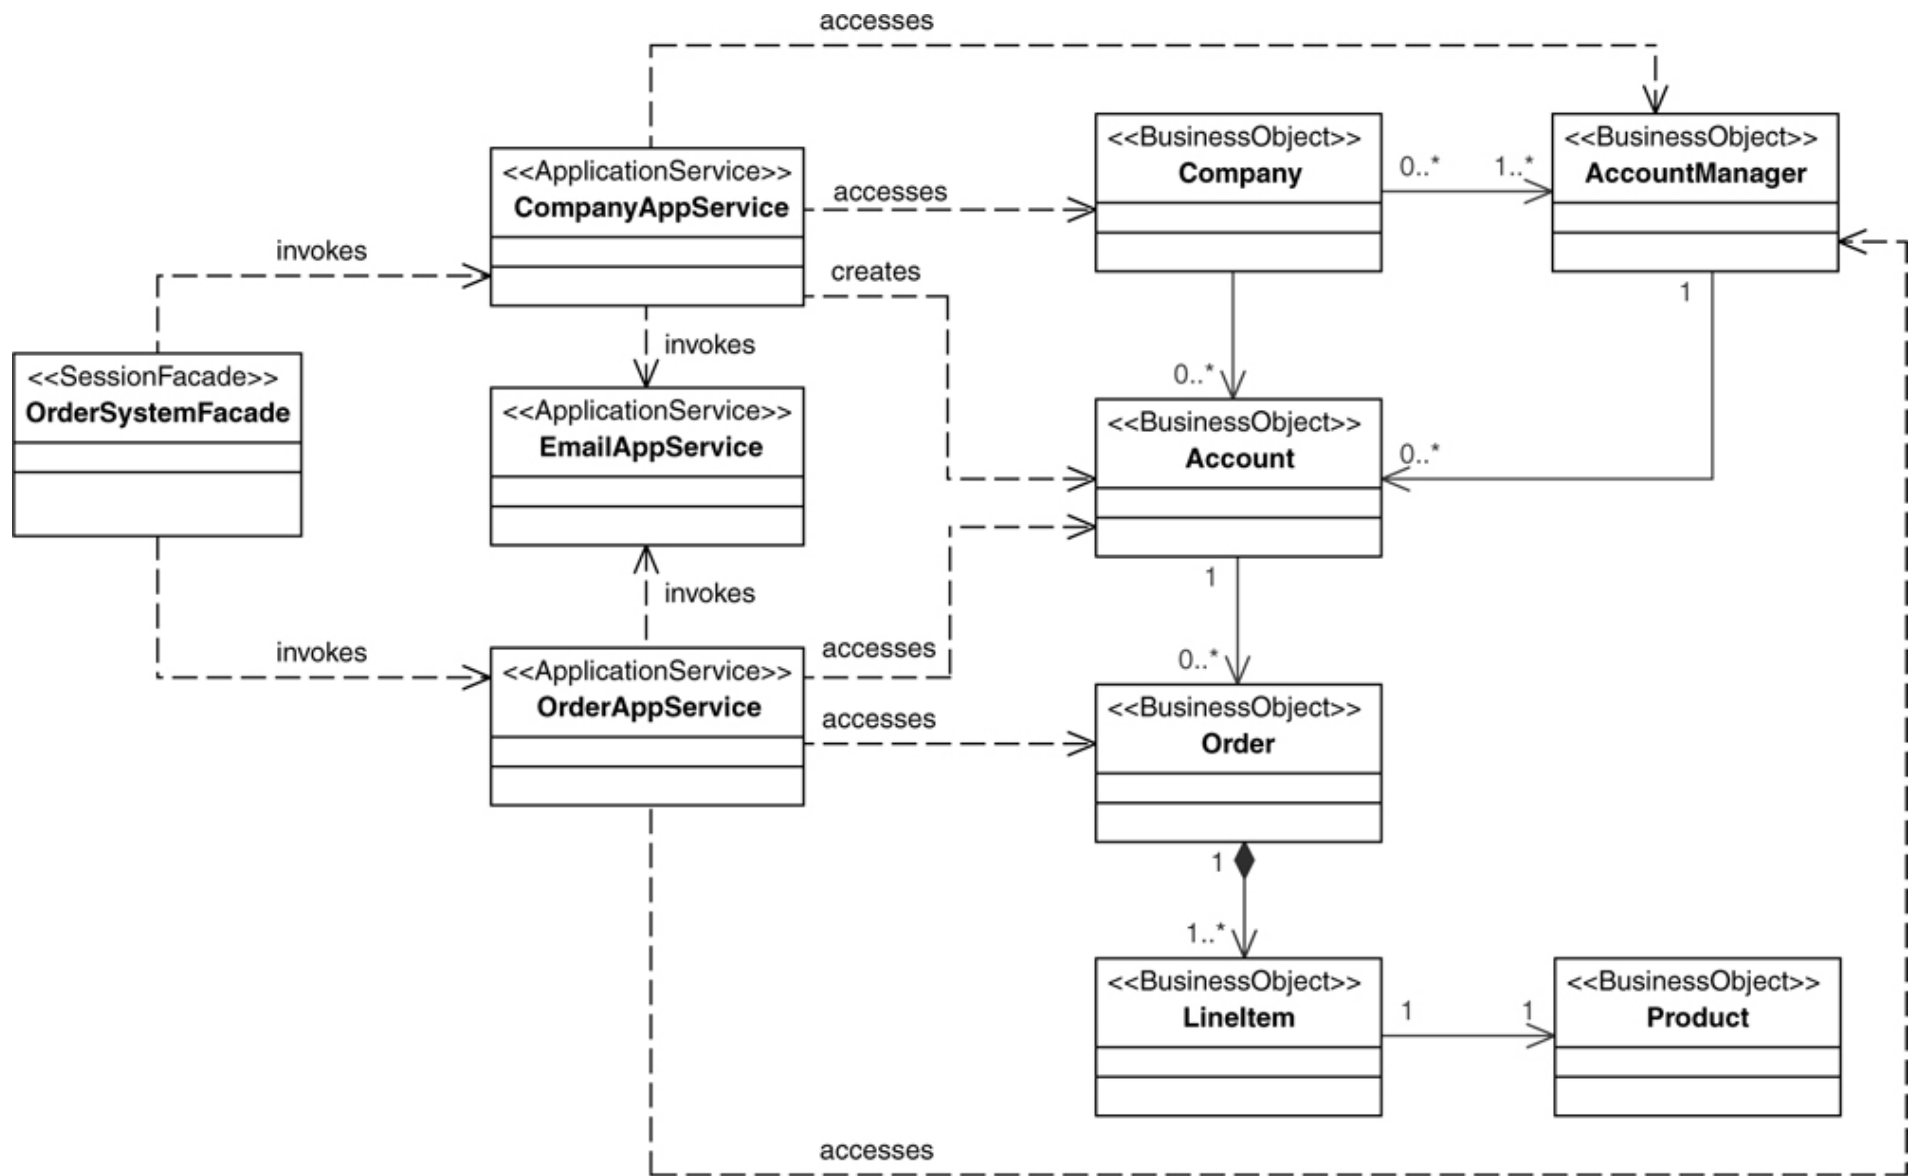 accesses
<<BusinessObject>>
Company
0..*
1..*
<<BusinessObject>>
AccountManager
<<ApplicationService>>
CompanyAppService
accesses
invokes
creates
1
invokes
0..*
<<SessionFacade>>
OrderSystemFacade
<<ApplicationService>>
EmailAppService
<<BusinessObject>>
Account
0..*
1
invokes
invokes
accesses
0..*
<<ApplicationService>>
OrderAppService
accesses
<<BusinessObject>>
Order
1
1..*
<<BusinessObject>>
LineItem
1
1
<<BusinessObject>>
Product
accesses